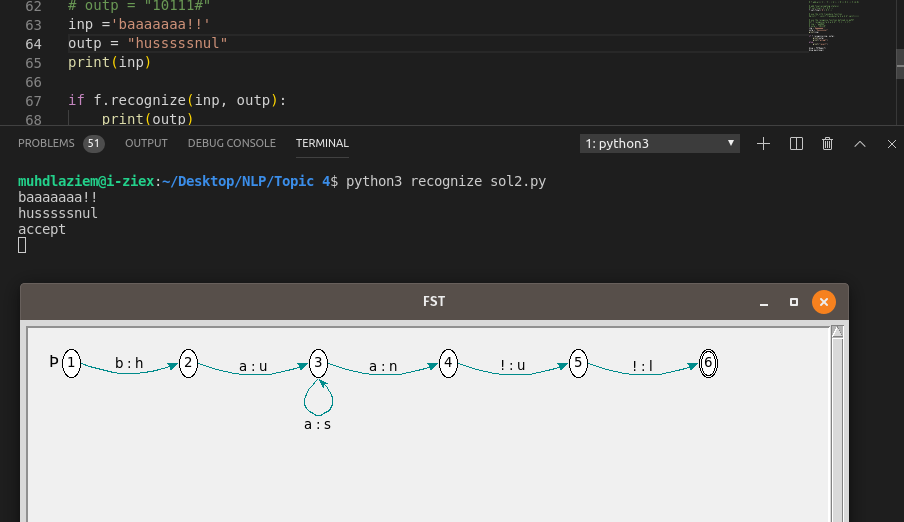 62 # outp = "10111#"
63 inp ='baaaaaaa!!'
64 outp = "husssssnul"
65 print(inp)
66
67 if f.recognize(inp, outp):
68 print(outp)
PROBLEMS 51 OUTPUT DEBUG CONSOLE TERMINAL 1: python3
muhdlaziem@i-ziex:~/Desktop/NLP/Topic 4$ python3 recognize sol2.py
baaaaaaa!!
husssssnul
accept
FST
Þ 1 b:h 2 a:u 3 a:n 4 !:u 5 !:l 6
a:s